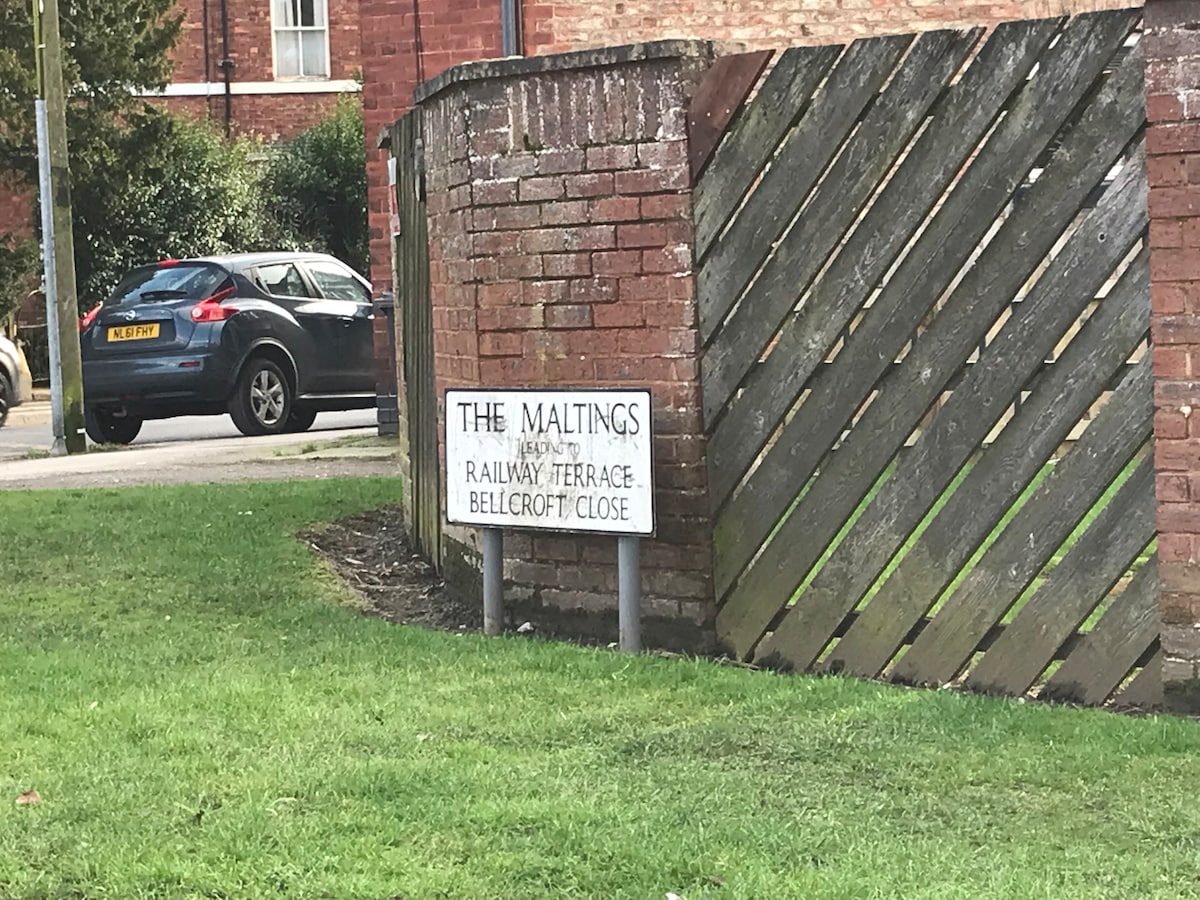 NL61 FHY
THE MALTINGS
LEADING TO
RAILWAY TERRACE
BELLCROFT CLOSE